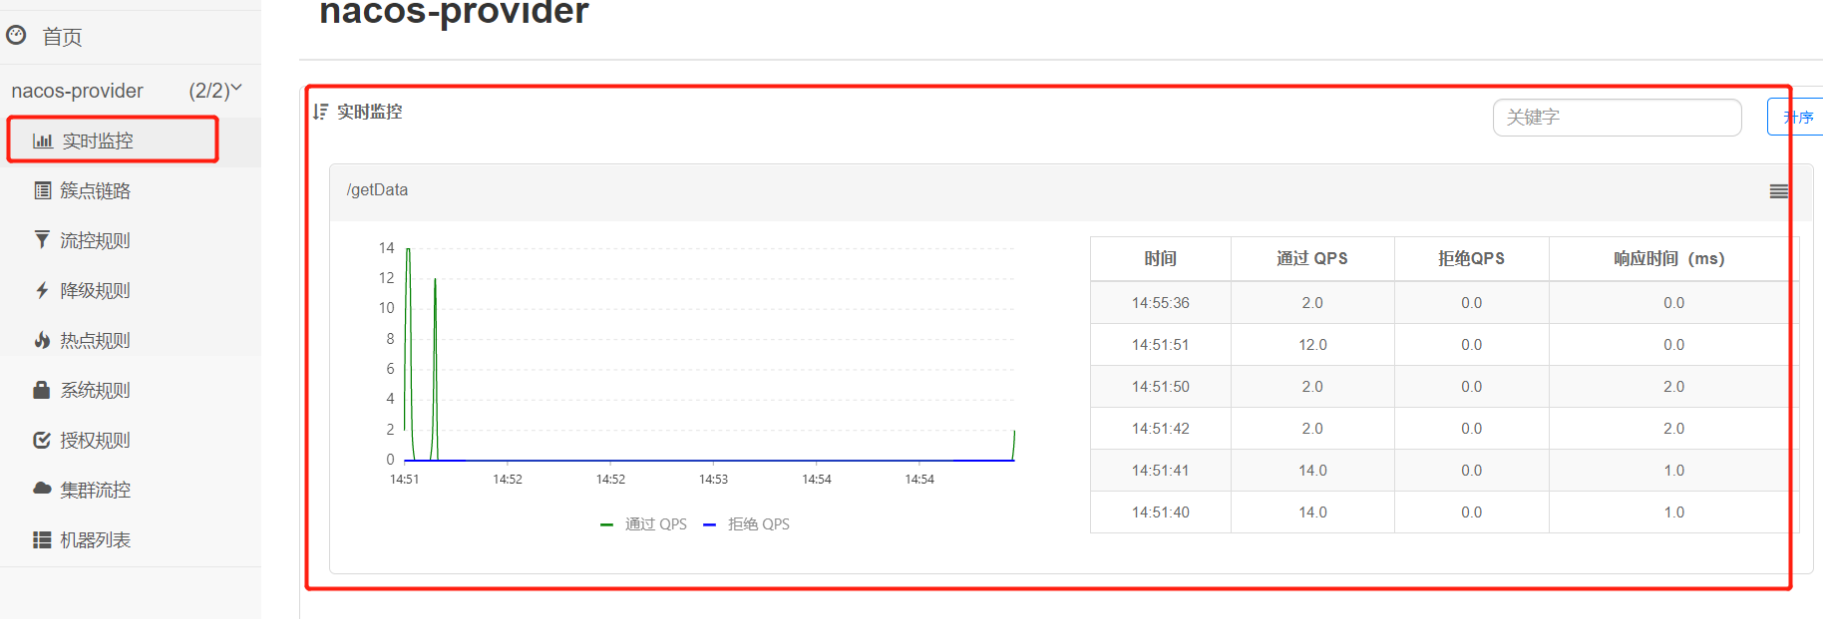 nacos-provider
首页
nacos-provider (2/2)
实时监控
簇点链路
流控规则
降级规则
热点规则
系统规则
授权规则
集群流控
机器列表
实时监控 关键字 升序
/getData
14
12
10
8
6
4
2
0
14:51 14:52 14:52 14:53 14:54 14:54
通过 QPS 拒绝 QPS
时间 通过 QPS 拒绝QPS 响应时间（ms）
14:55:36 2.0 0.0 0.0
14:51:51 12.0 0.0 0.0
14:51:50 2.0 0.0 2.0
14:51:42 2.0 0.0 2.0
14:51:41 14.0 0.0 1.0
14:51:40 14.0 0.0 1.0